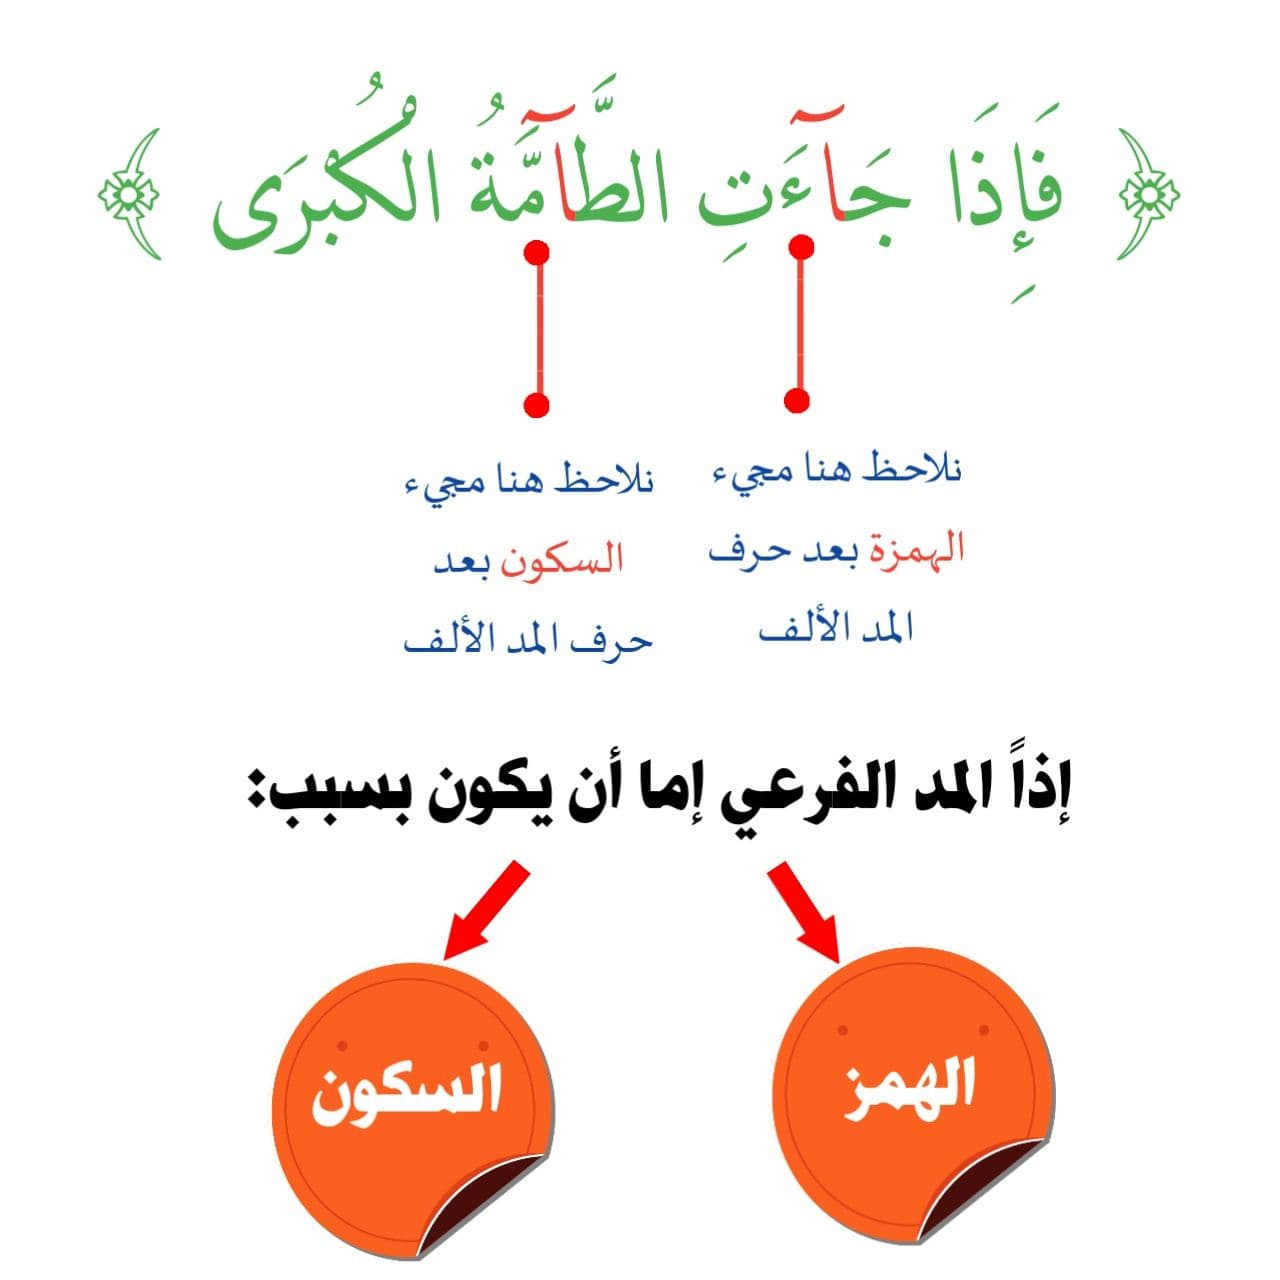 ﴿ فَإِذَا جَآءَتِ الطَّآمَّةُ الْكُبْرَى ﴾
نلاحظ هنا مجيء
الهمزة بعد حرف
المد الألف
نلاحظ هنا مجيء
السكون بعد
حرف المد الألف
إذاً المد الفرعي إما أن يكون بسبب:
الهمز
السكون